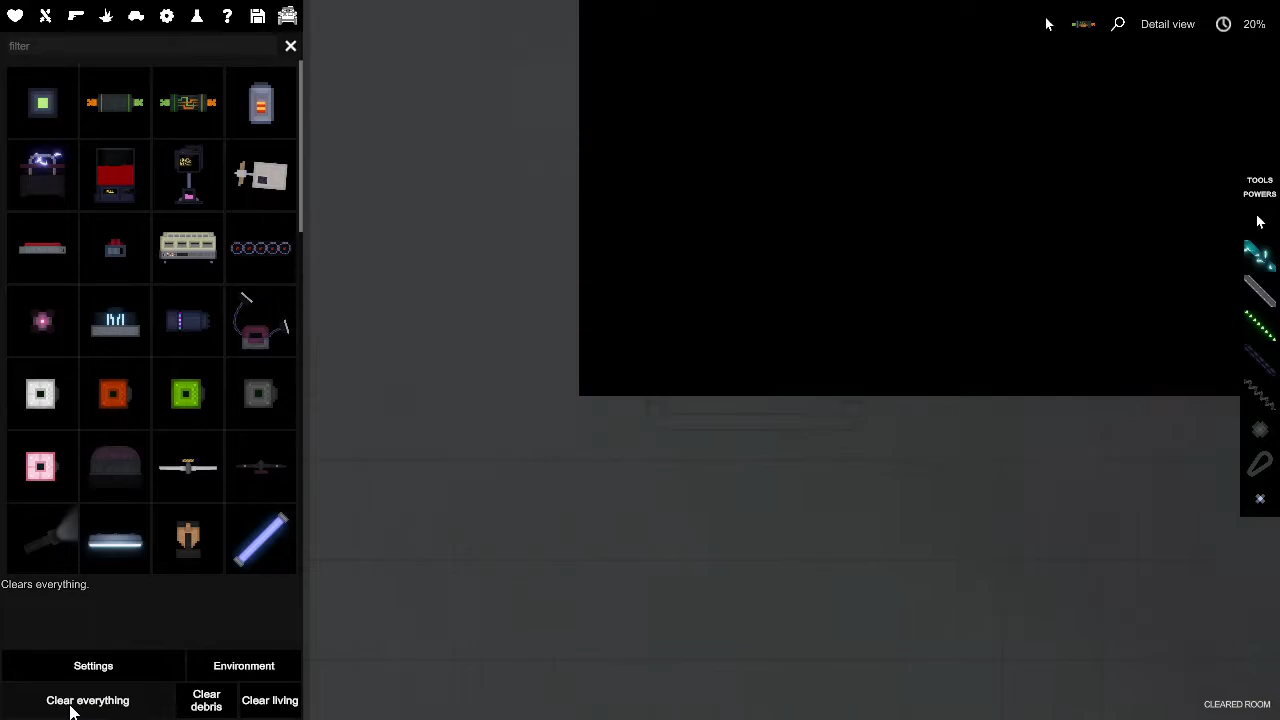 filter
Detail view
20%
TOOLS
POWERS
Clears everything.
Settings
Environment
Clear everything
Clear
debris
Clear living
CLEARED ROOM